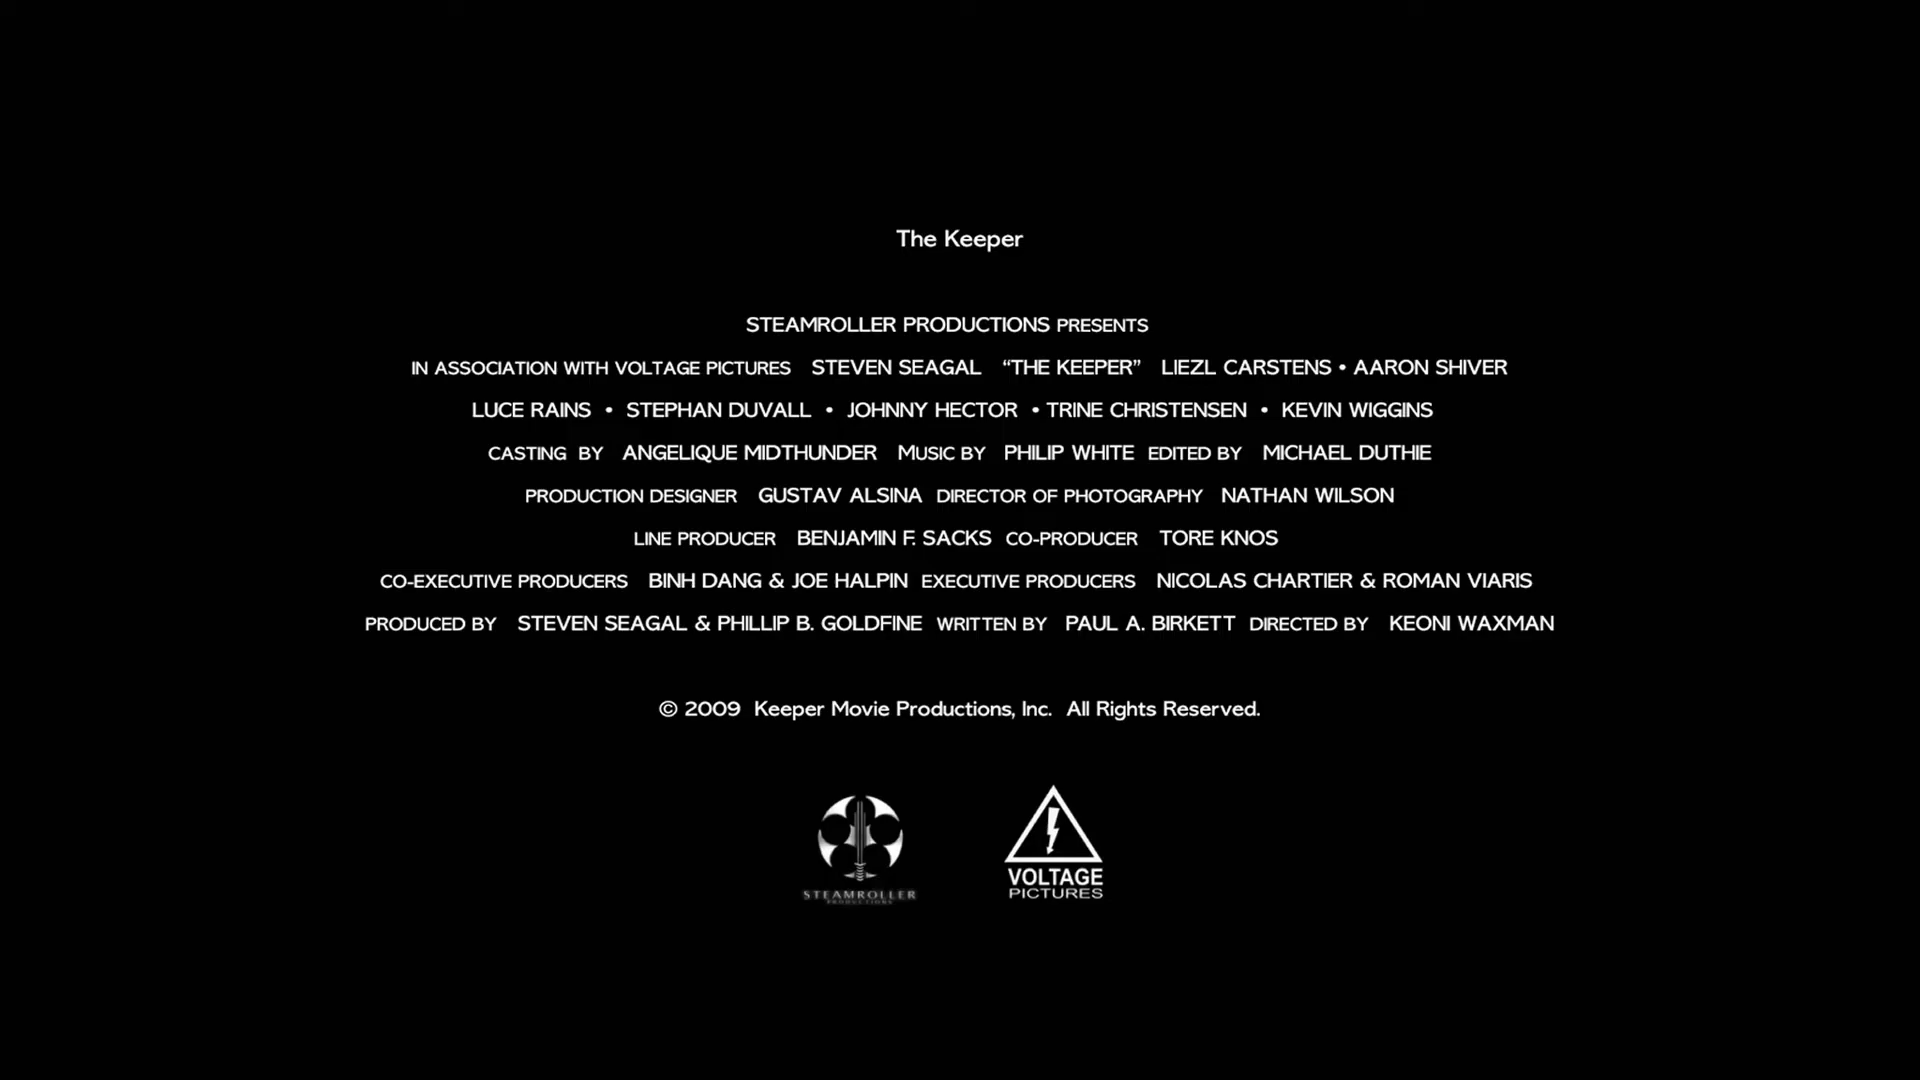 The Keeper
STEAMROLLER PRODUCTIONS PRESENTS
IN ASSOCIATION WITH VOLTAGE PICTURES STEVEN SEAGAL “THE KEEPER” LIEZL CARSTENS • AARON SHIVER
LUCE RAINS • STEPHAN DUVALL • JOHNNY HECTOR • TRINE CHRISTENSEN • KEVIN WIGGINS
CASTING BY ANGELIQUE MIDTHUNDER MUSIC BY PHILIP WHITE EDITED BY MICHAEL DUTHIE
PRODUCTION DESIGNER GUSTAV ALSINA DIRECTOR OF PHOTOGRAPHY NATHAN WILSON
LINE PRODUCER BENJAMIN F. SACKS CO-PRODUCER TORE KNOS
CO-EXECUTIVE PRODUCERS BINH DANG & JOE HALPIN EXECUTIVE PRODUCERS NICOLAS CHARTIER & ROMAN VIARIS
PRODUCED BY STEVEN SEAGAL & PHILLIP B. GOLDFINE WRITTEN BY PAUL A. BIRKETT DIRECTED BY KEONI WAXMAN
© 2009 Keeper Movie Productions, Inc. All Rights Reserved.
STEAMROLLER
PRODUCTIONS
VOLTAGE
PICTURES